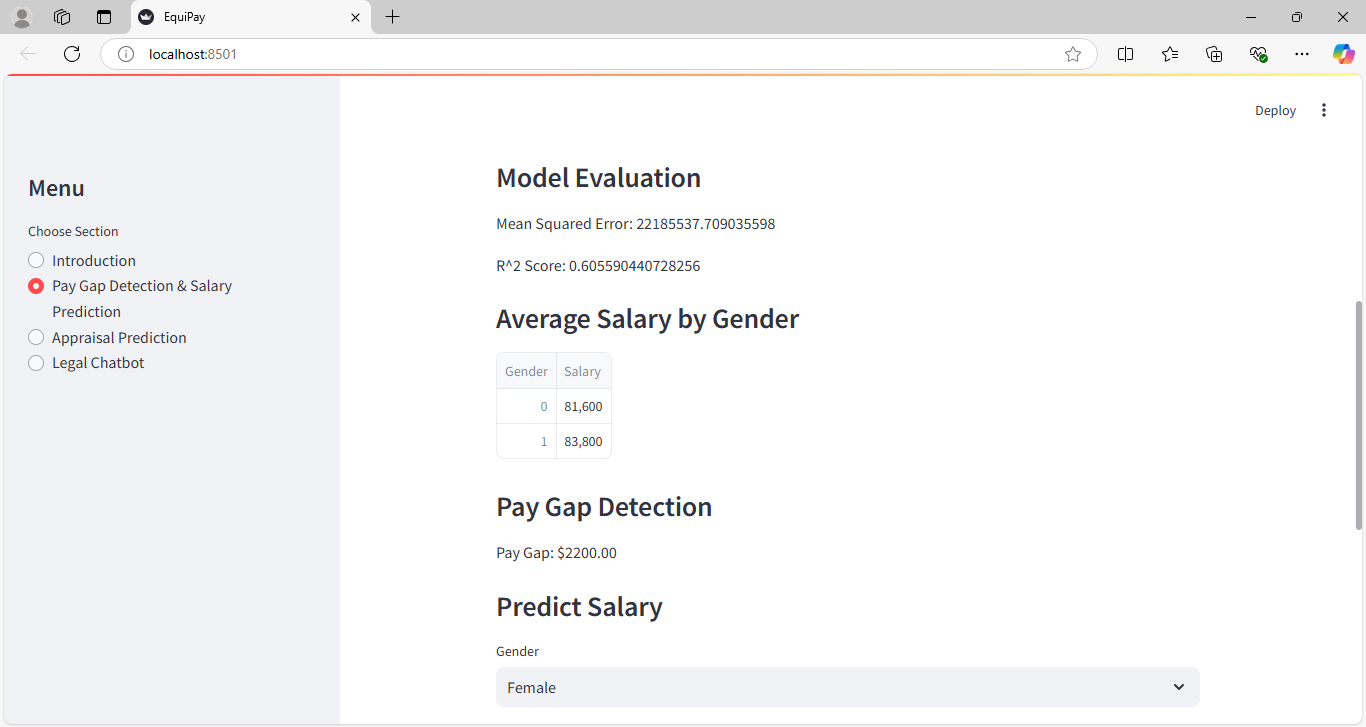 EquiPay
localhost:8501
Deploy
Menu
Choose Section
Introduction
Pay Gap Detection & Salary
Prediction
Appraisal Prediction
Legal Chatbot
Model Evaluation
Mean Squared Error: 22185537.709035598
R^2 Score: 0.605590440728256
Average Salary by Gender
Gender Salary
0 81,600
1 83,800
Pay Gap Detection
Pay Gap: $2200.00
Predict Salary
Gender
Female